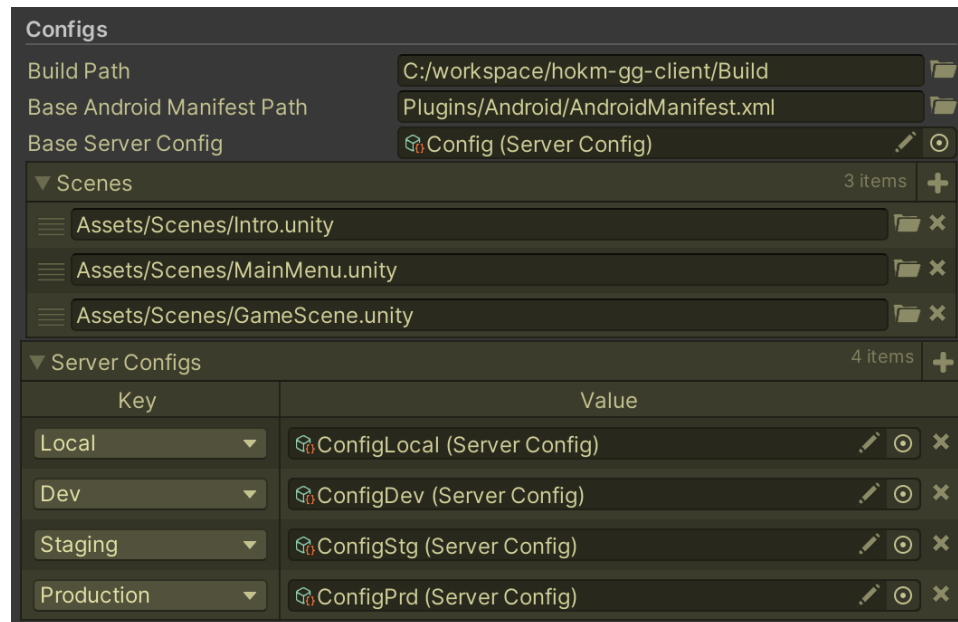 Configs
Build Path C:/workspace/hokm-gg-client/Build
Base Android Manifest Path Plugins/Android/AndroidManifest.xml
Base Server Config Config (Server Config)
Scenes 3 items
Assets/Scenes/Intro.unity
Assets/Scenes/MainMenu.unity
Assets/Scenes/GameScene.unity
Server Configs 4 items
Key Value
Local ConfigLocal (Server Config)
Dev ConfigDev (Server Config)
Staging ConfigStg (Server Config)
Production ConfigPrd (Server Config)